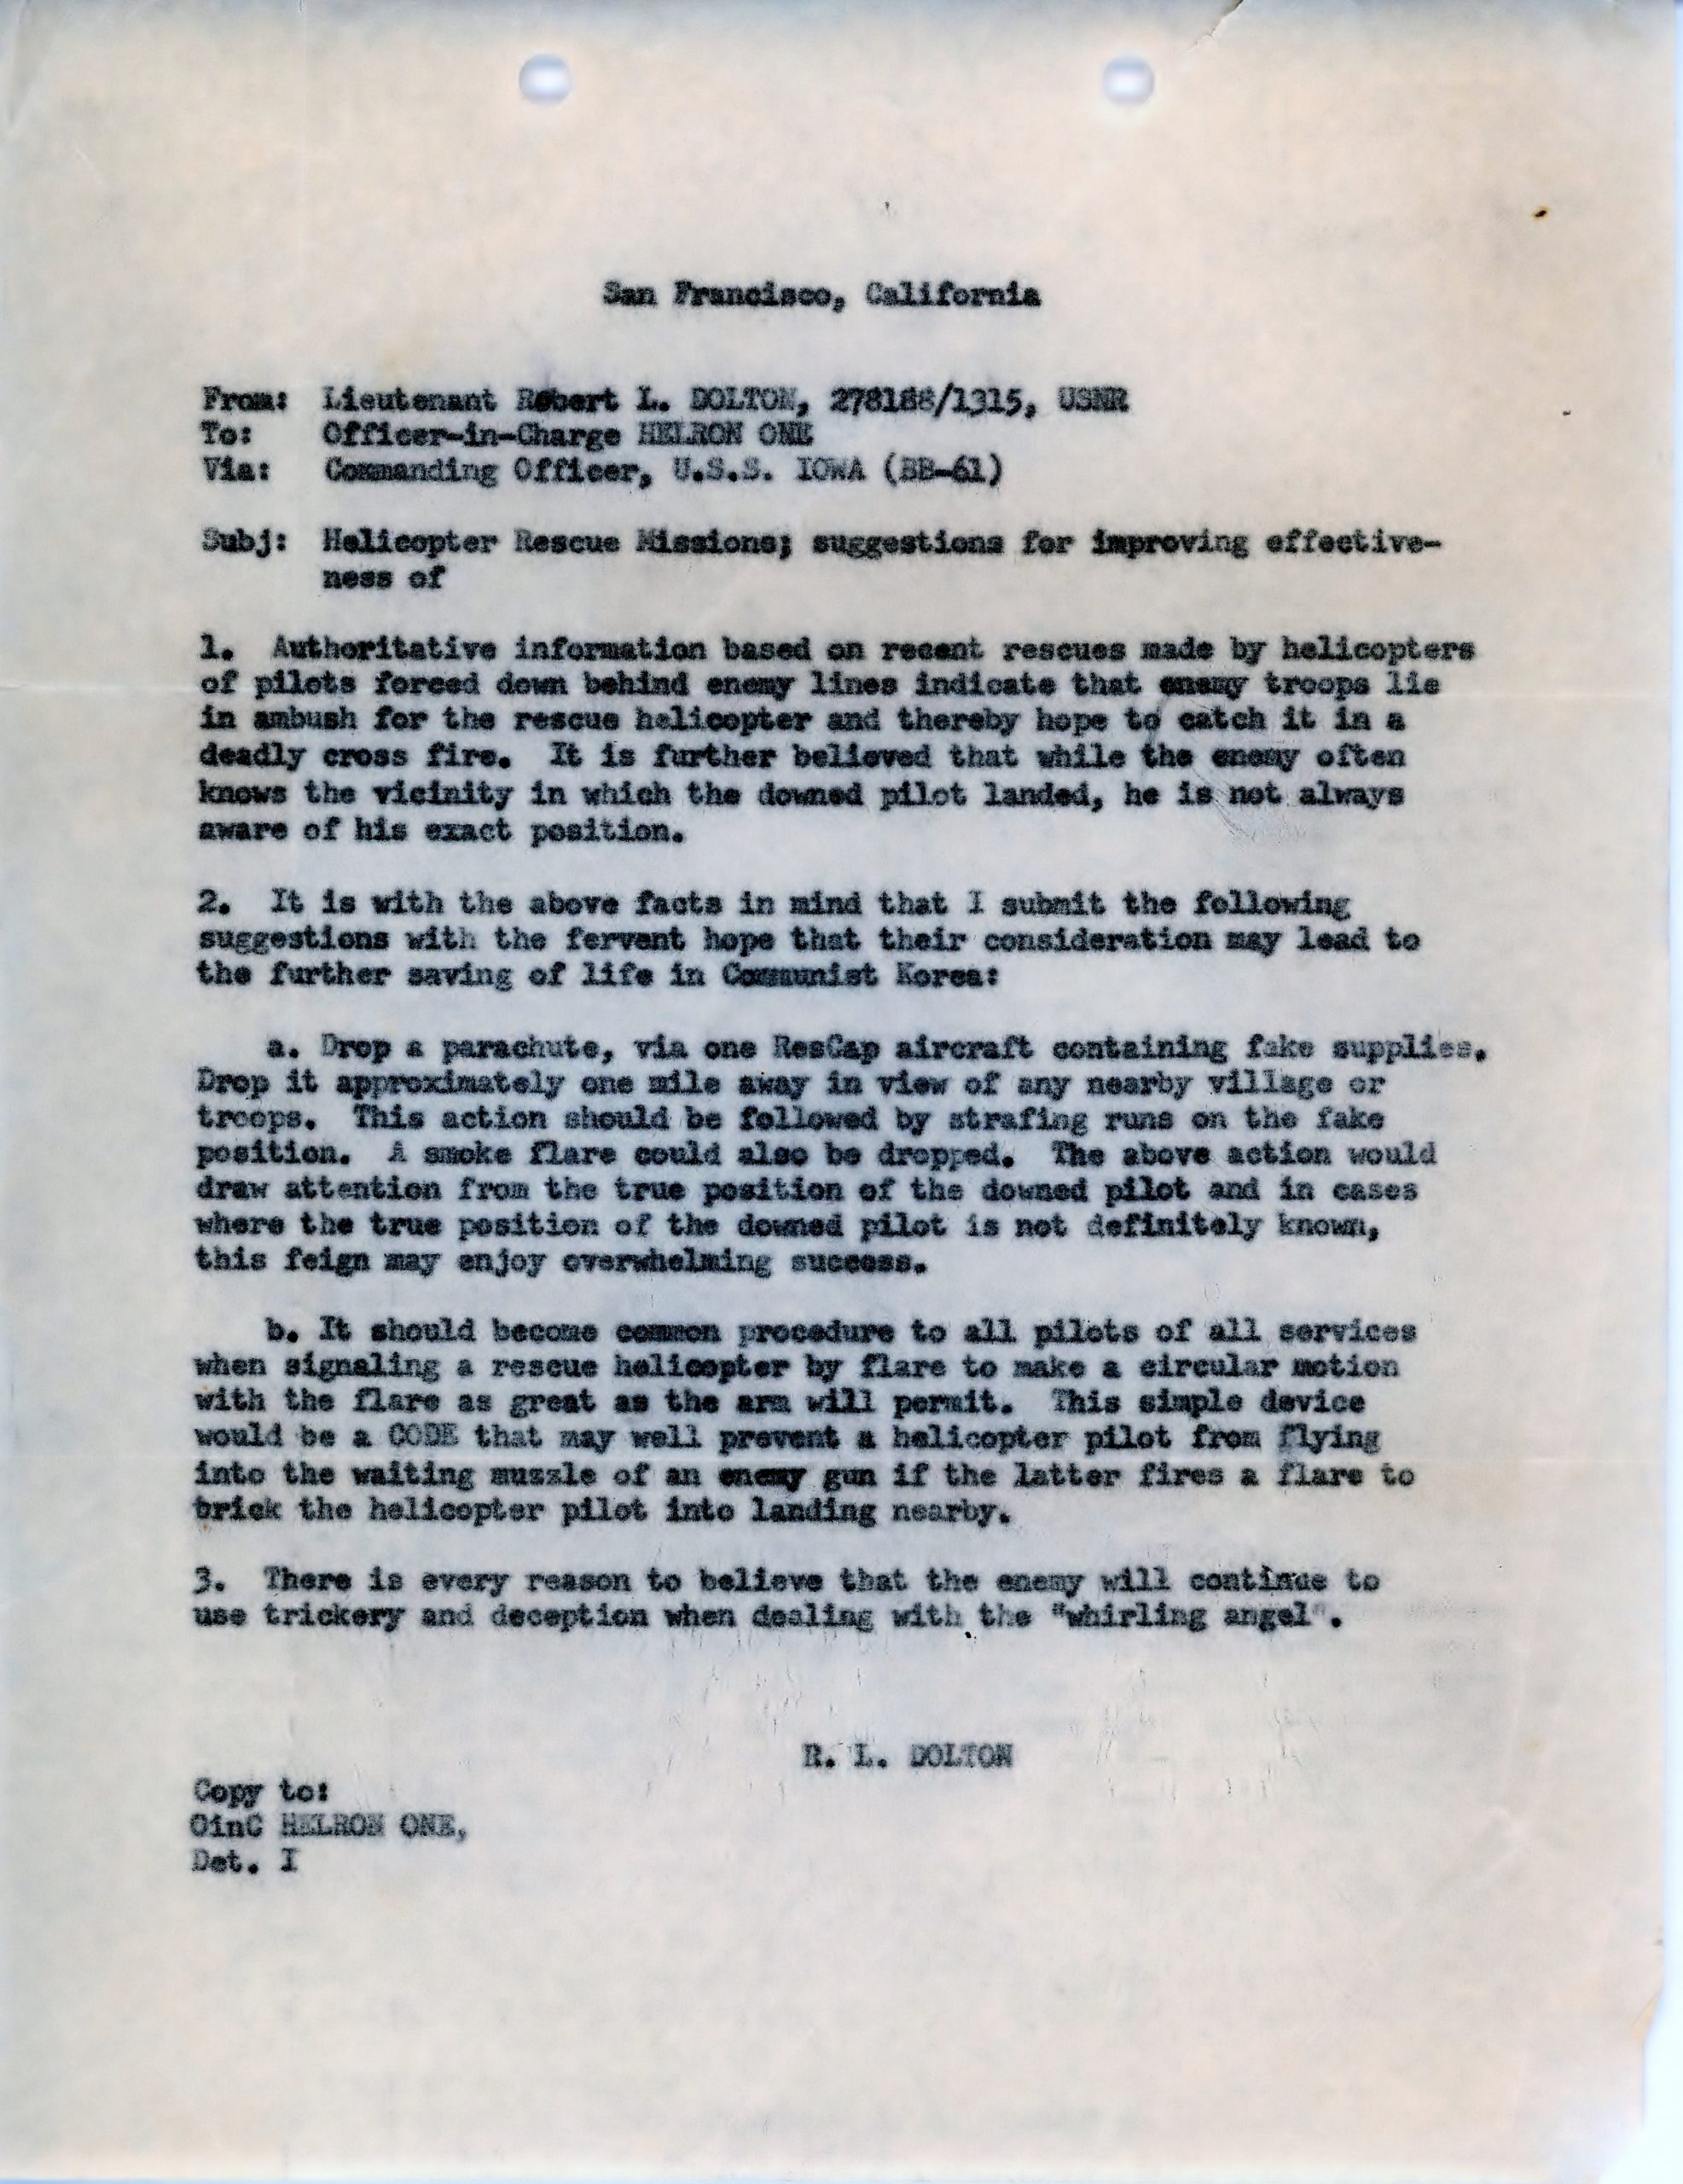 San Francisco, California
From: Lieutenant Robert L. DOLTON, 278188/1315, USNR
To: Officer-in-Charge HELRON ONE
Via: Commanding Officer, U.S.S. IOWA (BB-61)
Subj: Helicopter Rescue Missions; suggestions for improving effective-
ness of
1. Authoritative information based on recent rescues made by helicopters
of pilots forced down behind enemy lines indicate that enemy troops lie
in ambush for the rescue helicopter and thereby hope to catch it in a
deadly cross fire. It is further believed that while the enemy often
knows the vicinity in which the downed pilot landed, he is not always
aware of his exact position.
2. It is with the above facts in mind that I submit the following
suggestions with the fervent hope that their consideration may lead to
the further saving of life in Communist Korea:
a. Drop a parachute, via one ResCap aircraft containing fake supplies.
Drop it approximately one mile away in view of any nearby village or
troops. This action should be followed by strafing runs on the fake
position. A smoke flare could also be dropped. The above action would
draw attention from the true position of the downed pilot and in cases
where the true position of the downed pilot is not definitely known,
this feign may enjoy overwhelming success.
b. It should become common procedure to all pilots of all services
when signaling a rescue helicopter by flare to make a circular motion
with the flare as great as the arm will permit. This simple device
would be a CODE that may well prevent a helicopter pilot from flying
into the waiting muzzle of an enemy gun if the latter fires a flare to
brick the helicopter pilot into landing nearby.
3. There is every reason to believe that the enemy will continue to
use trickery and deception when dealing with the "whirling angel".
R. L. DOLTON
Copy to:
OinC HELRON ONE,
Det. I